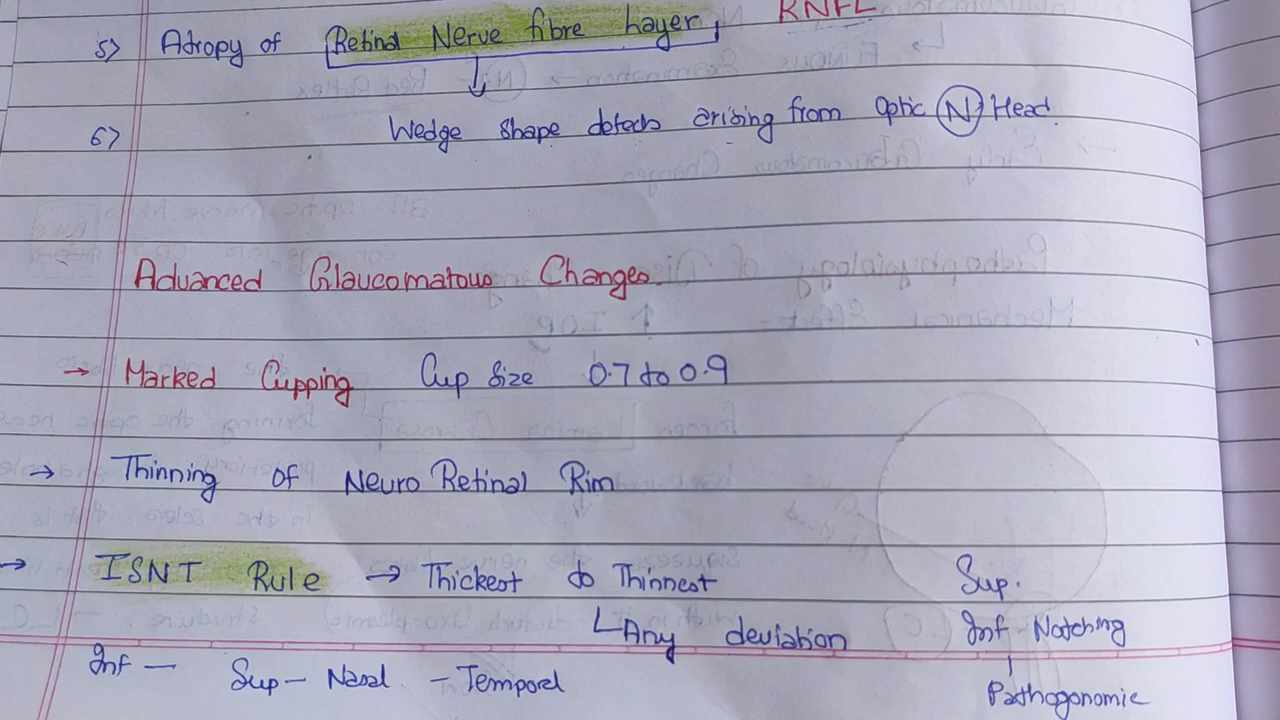 5) Atropy of Retinal Nerve fibre Layer, RNFL
6) Wedge shape defects arising from Optic N Head.
Advanced Glaucomatous Changes.
→ Marked Cupping Cup Size 0.7 to 0.9
→ Thinning of Neuro Retinal Rim
→ ISNT Rule → Thickest to Thinnest Sup.
Any deviation Inf Notching
Inf — Sup — Nasal — Temporal
Pathogonomic